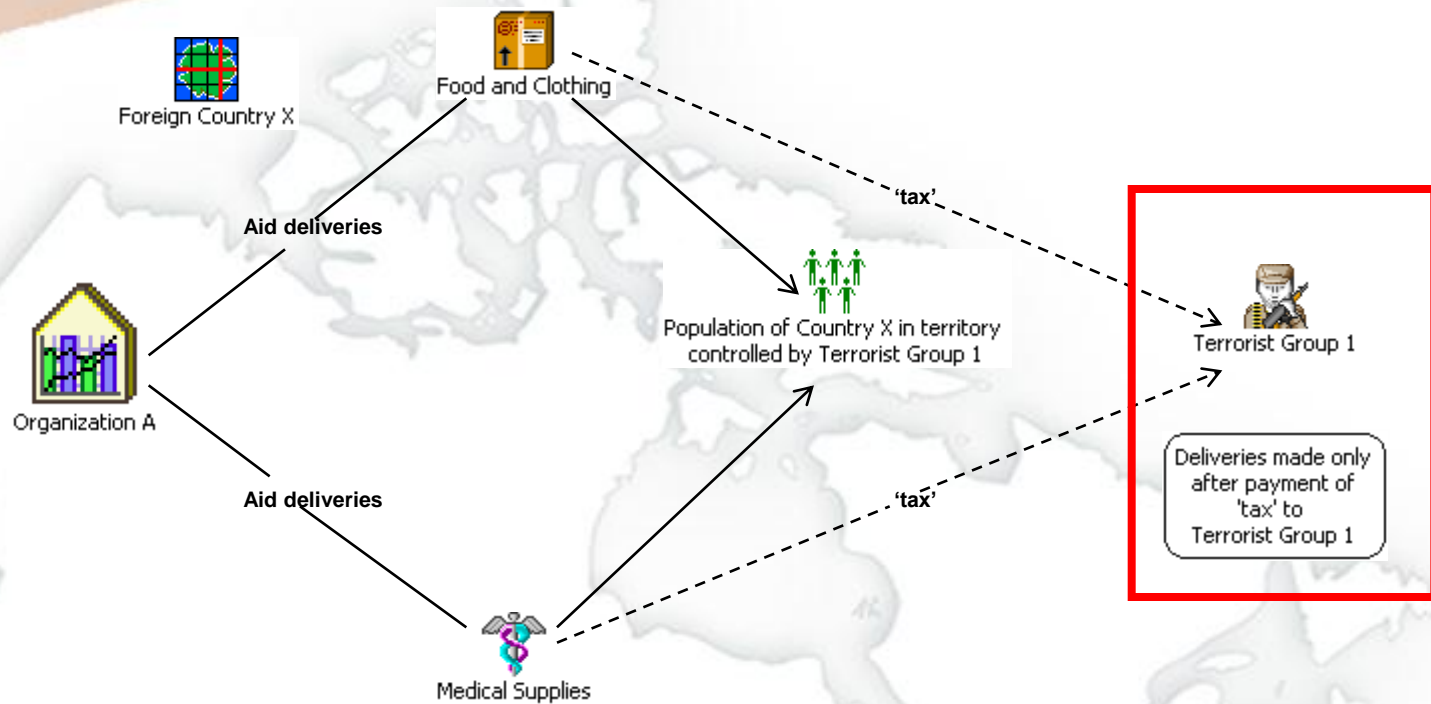 Food and Clothing
Foreign Country X
'tax'
Aid deliveries
Population of Country X in territory
controlled by Terrorist Group 1
Terrorist Group 1
Organization A
Deliveries made only
after payment of
'tax' to
Terrorist Group 1
Aid deliveries
‘tax’
Medical Supplies